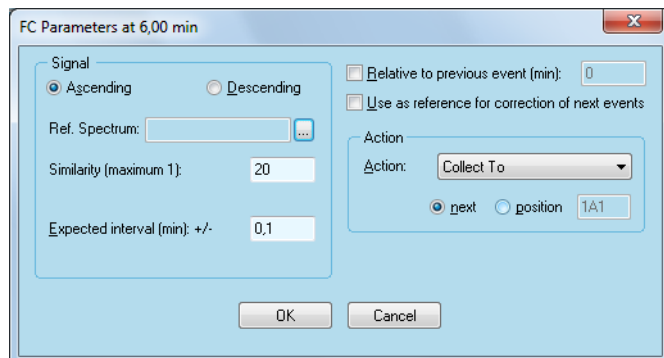 FC Parameters at 6,00 min
Signal
Ascending Descending
Ref. Spectrum: ...
Similarity (maximum 1): 20
Expected interval (min): +/- 0,1
Relative to previous event (min): 0
Use as reference for correction of next events
Action
Action: Collect To
next position 1A1
OK Cancel